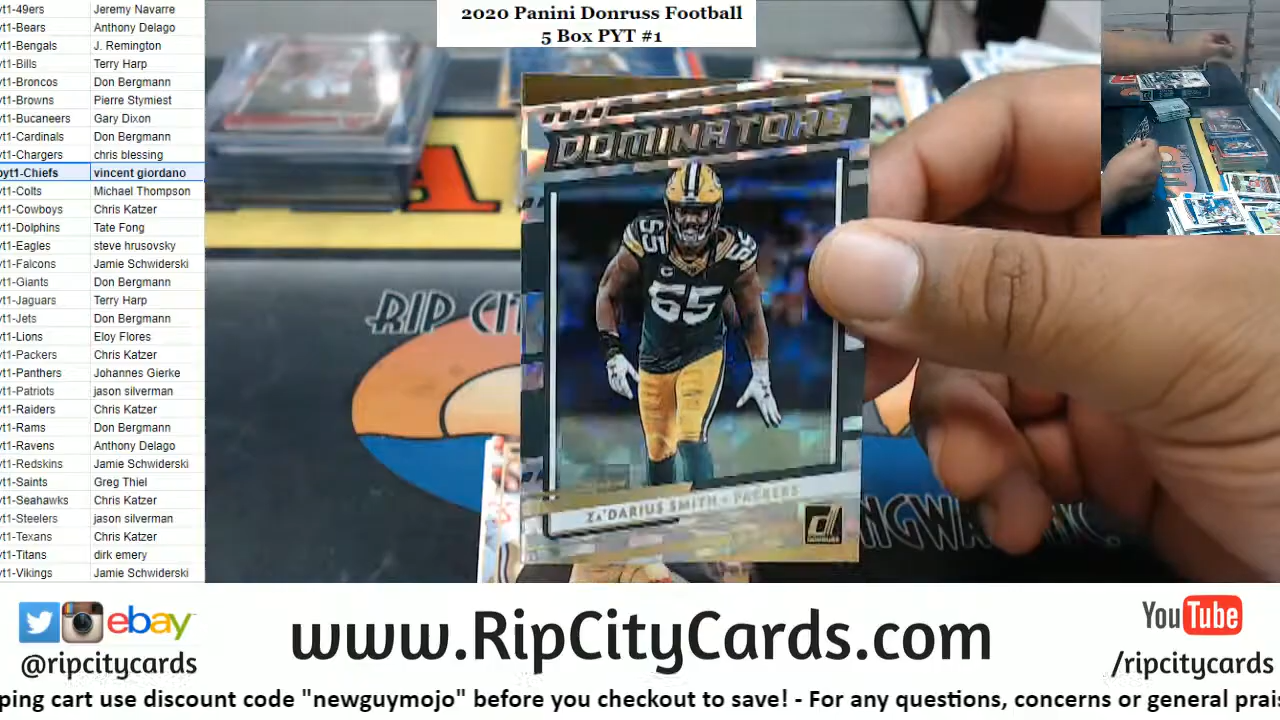 2020 Panini Donruss Football
5 Box PYT #1
yt1-49ers Jeremy Navarre
yt1-Bears Anthony Delago
yt1-Bengals J. Remington
yt1-Bills Terry Harp
yt1-Broncos Don Bergmann
yt1-Browns Pierre Stymiest
yt1-Bucaneers Gary Dixon
yt1-Cardinals Don Bergmann
yt1-Chargers chris blessing
pyt1-Chiefs vincent giordano
yt1-Colts Michael Thompson
yt1-Cowboys Chris Katzer
yt1-Dolphins Tate Fong
yt1-Eagles steve hrusovsky
yt1-Falcons Jamie Schwiderski
yt1-Giants Don Bergmann
yt1-Jaguars Terry Harp
yt1-Jets Don Bergmann
yt1-Lions Eloy Flores
yt1-Packers Chris Katzer
yt1-Panthers Johannes Gierke
yt1-Patriots jason silverman
yt1-Raiders Chris Katzer
yt1-Rams Don Bergmann
yt1-Ravens Anthony Delago
yt1-Redskins Jamie Schwiderski
yt1-Saints Greg Thiel
yt1-Seahawks Chris Katzer
yt1-Steelers jason silverman
yt1-Texans Chris Katzer
yt1-Titans dirk emery
yt1-Vikings Jamie Schwiderski
DOMINATORS
65 65
C
65
ZA'DARIUS SMITH - PACKERS
d
DONRUSS
RIP CI
ebay
@ripcitycards
www.RipCityCards.com
YouTube
/ripcitycards
ping cart use discount code "newguymojo" before you checkout to save! - For any questions, concerns or general prais